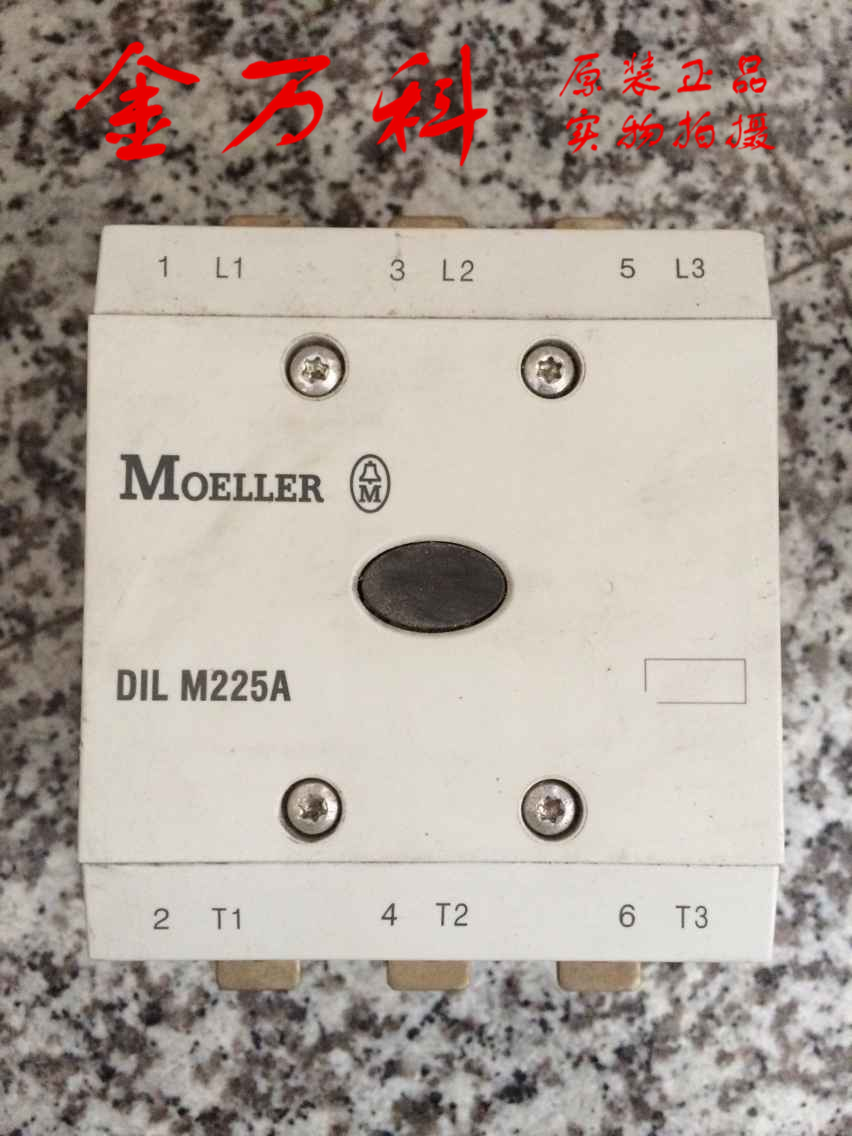 金万科
原装正品
实物拍摄
1 L1 3 L2 5 L3
MOELLER M
DIL M225A
2 T1 4 T2 6 T3